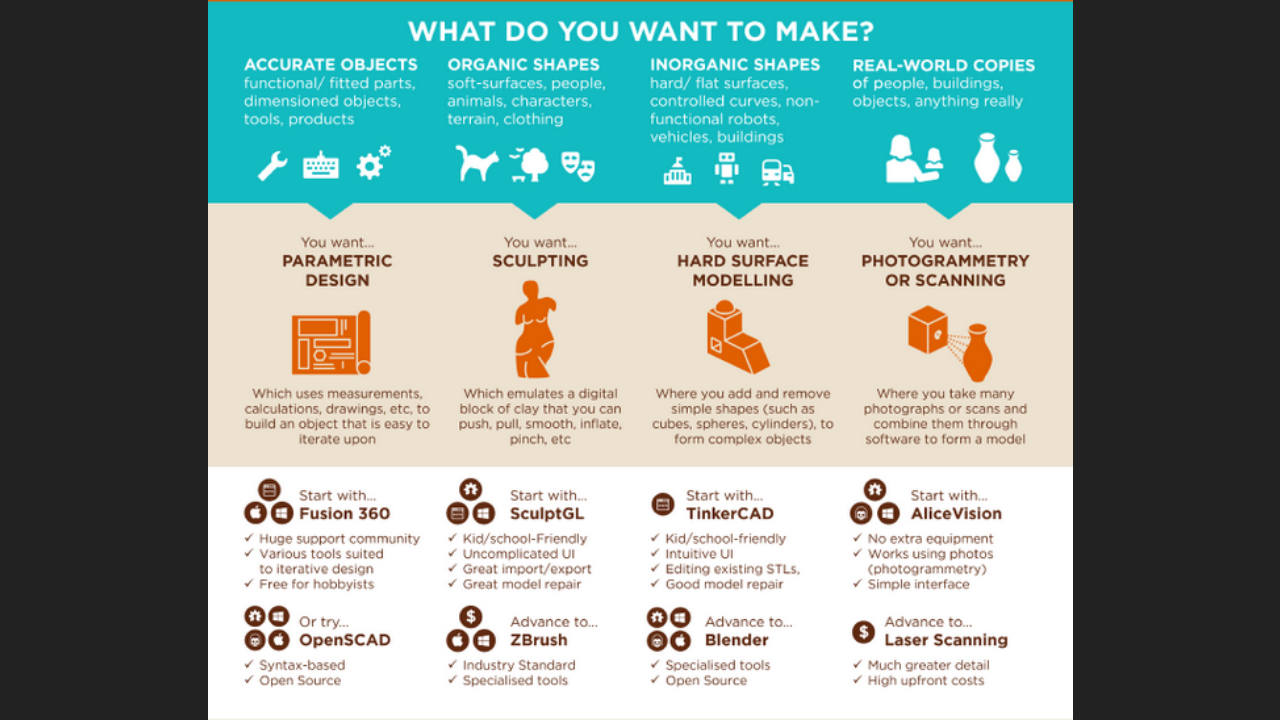 WHAT DO YOU WANT TO MAKE?
ACCURATE OBJECTS
functional/ fitted parts,
dimensioned objects,
tools, products
ORGANIC SHAPES
soft-surfaces, people,
animals, characters,
terrain, clothing
INORGANIC SHAPES
hard/ flat surfaces,
controlled curves, non-
functional robots,
vehicles, buildings
REAL-WORLD COPIES
of people, buildings,
objects, anything really
You want...
PARAMETRIC
DESIGN
Which uses measurements,
calculations, drawings, etc, to
build an object that is easy to
iterate upon
You want...
SCULPTING
Which emulates a digital
block of clay that you can
push, pull, smooth, inflate,
pinch, etc
You want...
HARD SURFACE
MODELLING
Where you add and remove
simple shapes (such as
cubes, spheres, cylinders), to
form complex objects
You want...
PHOTOGRAMMETRY
OR SCANNING
Where you take many
photographs or scans and
combine them through
software to form a model
Start with...
Fusion 360
✓ Huge support community
✓ Various tools suited
to iterative design
✓ Free for hobbyists
Or try...
OpenSCAD
✓ Syntax-based
✓ Open Source
Start with...
SculptGL
✓ Kid/school-Friendly
✓ Uncomplicated UI
✓ Great import/export
✓ Great model repair
$
Advance to...
ZBrush
✓ Industry Standard
✓ Specialised tools
Start with...
TinkerCAD
✓ Kid/school-friendly
✓ Intuitive UI
✓ Editing existing STLs,
✓ Good model repair
Advance to...
Blender
✓ Specialised tools
✓ Open Source
Start with...
AliceVision
✓ No extra equipment
✓ Works using photos
(photogrammetry)
✓ Simple interface
$
Advance to...
Laser Scanning
✓ Much greater detail
✓ High upfront costs